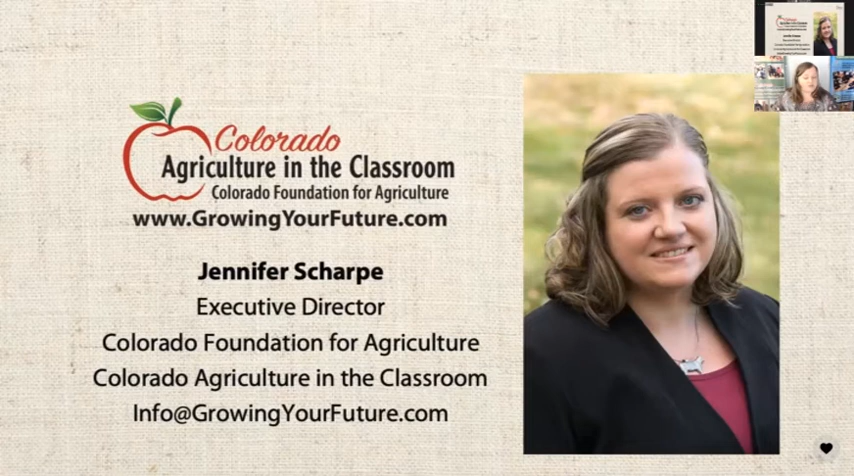 Colorado
Agriculture in the Classroom
Colorado Foundation for Agriculture
www.GrowingYourFuture.com
Jennifer Scharpe
Executive Director
Colorado Foundation for Agriculture
Colorado Agriculture in the Classroom
Info@GrowingYourFuture.com